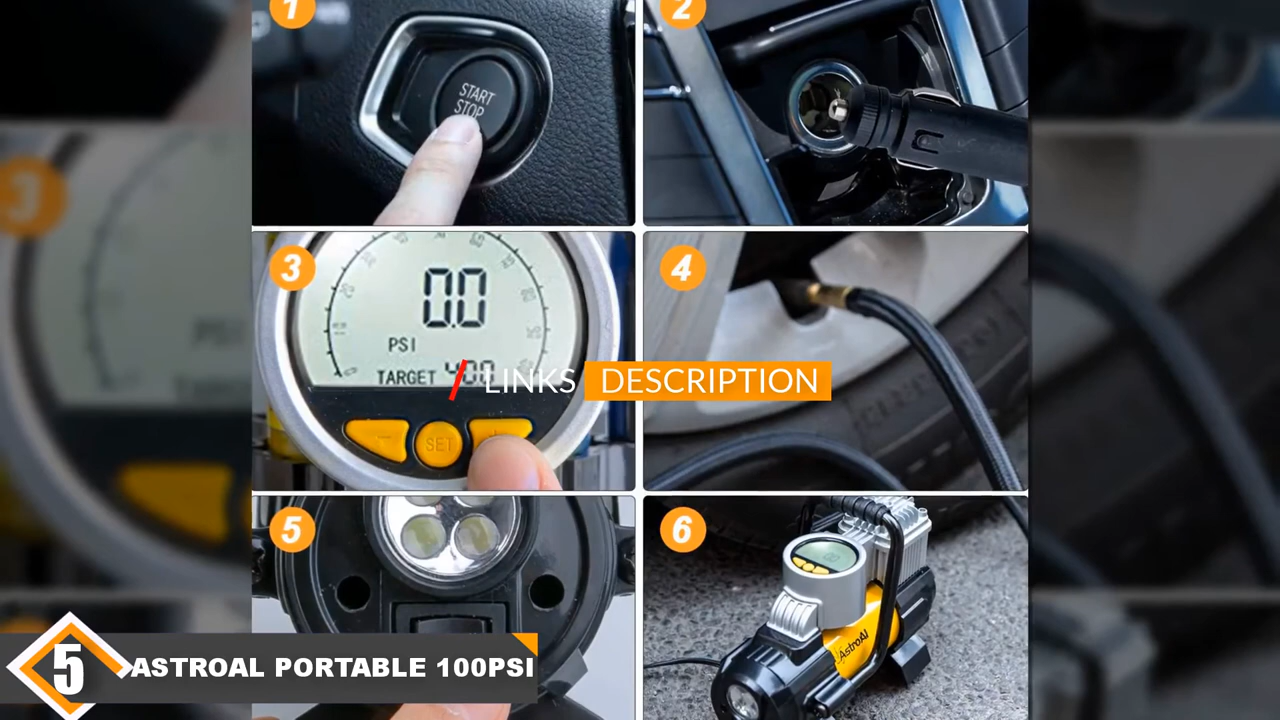 1
START
STOP
2
3
0.0
PSI
TARGET
SET
4
/ LINKS DESCRIPTION
5
6
AstroAI
5
ASTROAL PORTABLE 100PSI